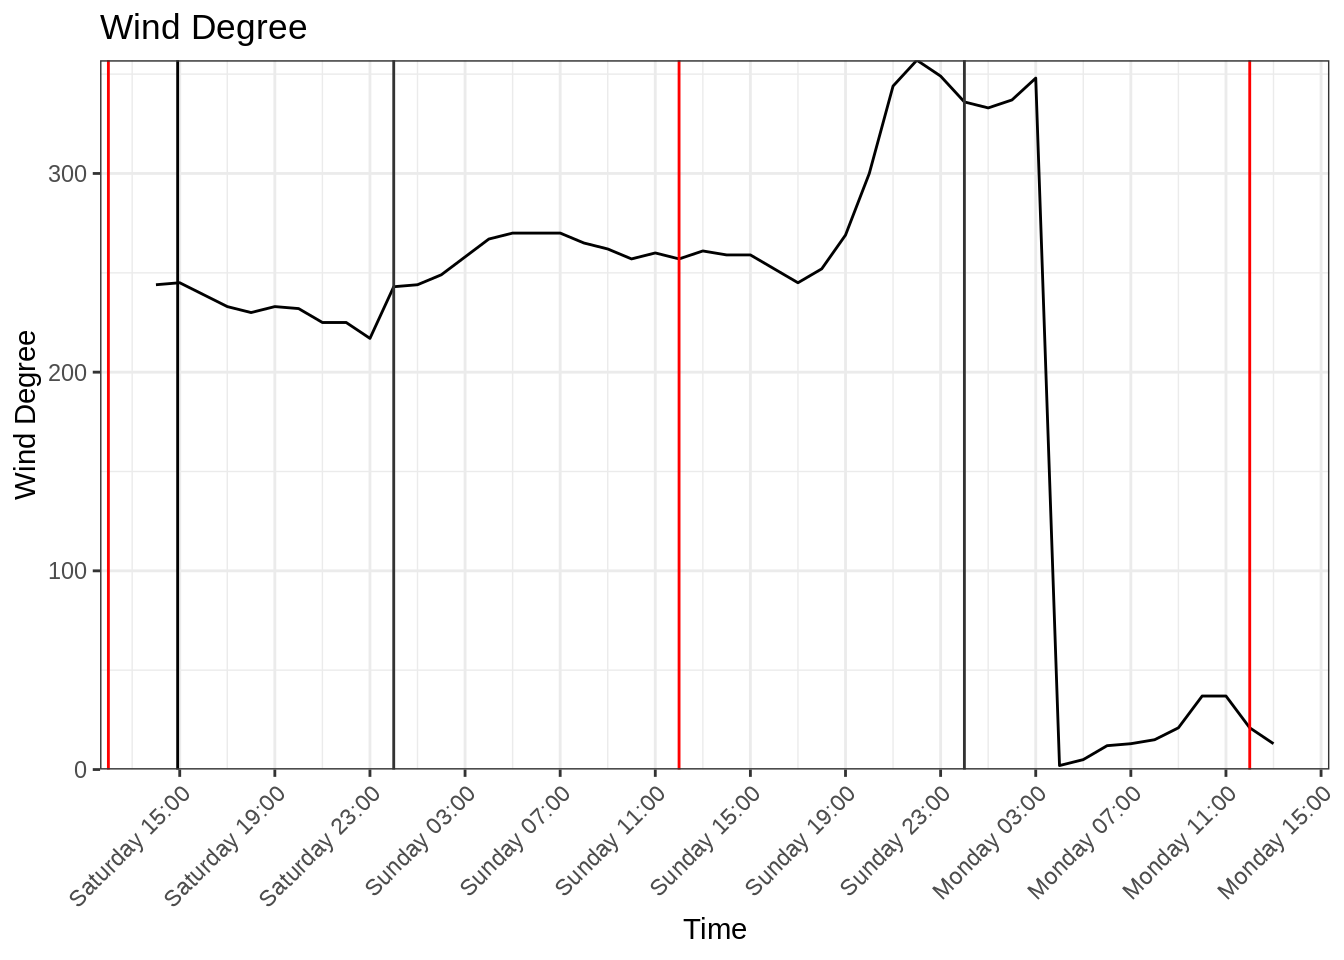 Wind Degree
Wind Degree
300
200
100
0
Saturday 15:00
Saturday 19:00
Saturday 23:00
Sunday 03:00
Sunday 07:00
Sunday 11:00
Sunday 15:00
Sunday 19:00
Sunday 23:00
Monday 03:00
Monday 07:00
Monday 11:00
Monday 15:00
Time